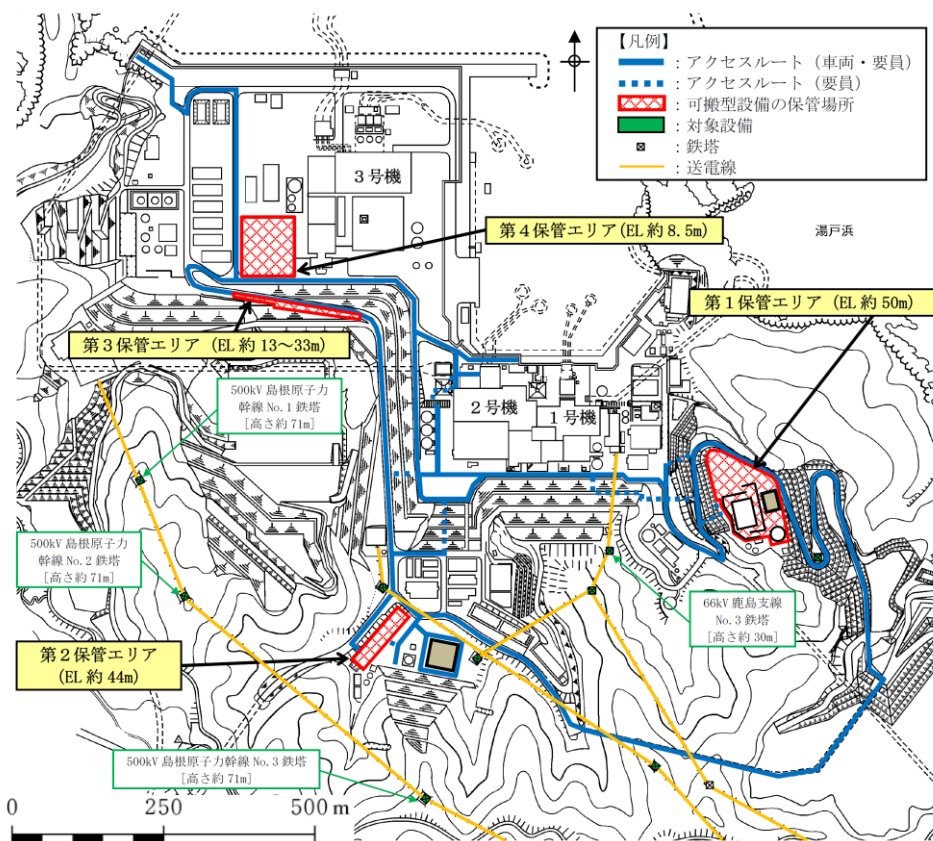 【凡例】
：アクセスルート（車両・要員）
：アクセスルート（要員）
：可搬型設備の保管場所
：対象設備
：鉄塔
：送電線
3号機
第4保管エリア(EL 約 8.5m)
湯戸浜
第1保管エリア（EL 約 50m）
第3保管エリア（EL 約 13～33m）
500kV 島根原子力
幹線 No.1 鉄塔
[高さ約 71m]
2号機
1号機
500kV 島根原子力
幹線 No.2 鉄塔
[高さ約 71m]
66kV 鹿島支線
No.3 鉄塔
[高さ約 30m]
第2保管エリア
(EL 約 44m)
500kV 島根原子力幹線 No.3 鉄塔
[高さ約 71m]
0 250 500 m